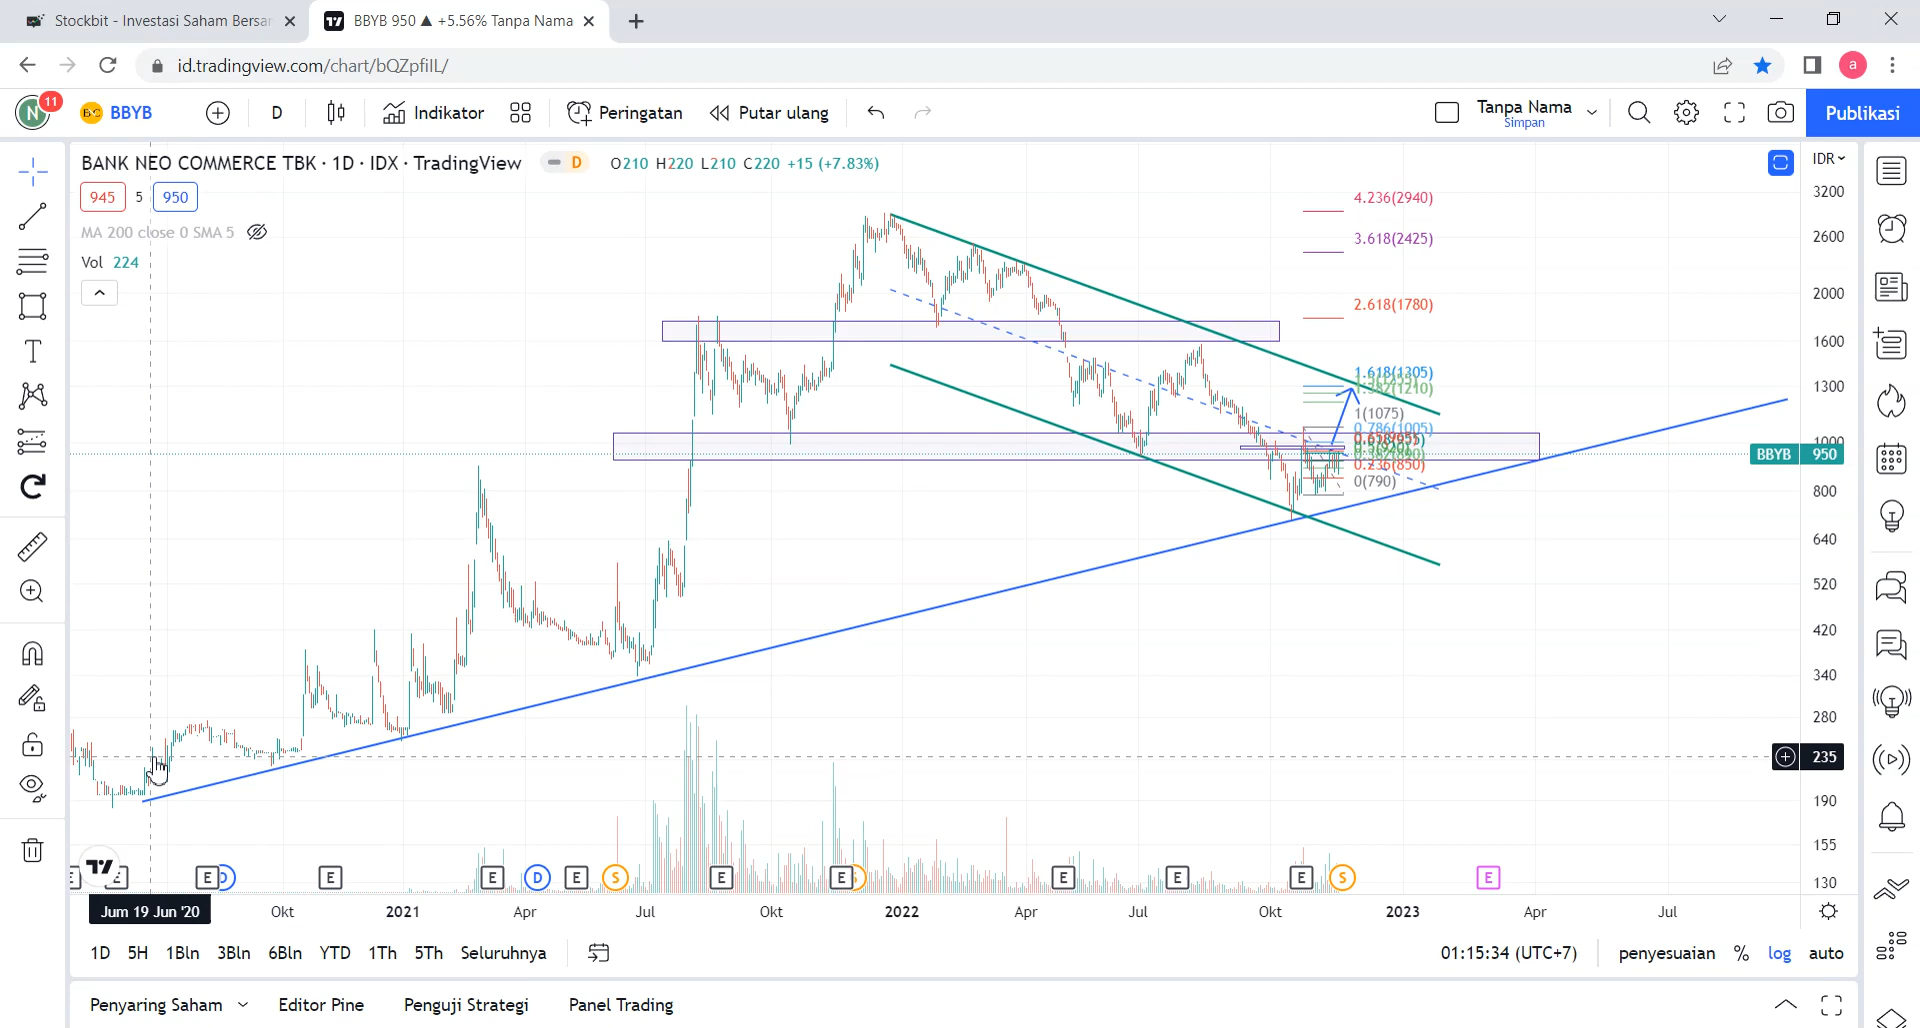 Stockbit - Investasi Saham Bersar
BBYB 950 ▲ +5.56% Tanpa Nama
id.tradingview.com/chart/bQZpfilL/
a
N
11
BBYB
D
Indikator
Peringatan
Putar ulang
Tanpa Nama
Simpan
Publikasi
BANK NEO COMMERCE TBK · 1D · IDX · TradingView
D
O210 H220 L210 C220 +15 (+7.83%)
945
5
950
MA 200 close 0 SMA 5
Vol 224
IDR
3200
2600
2000
1600
1300
1000
BBYB 950
800
640
520
420
340
280
235
190
155
130
4.236(2940)
3.618(2425)
2.618(1780)
1.618(1305)
1.382(1210)
1(1075)
0.786(1005)
0.236(850)
0(790)
E
E
D
E
E
D
E
S
E
E
E
E
E
S
E
Jum 19 Jun '20
Okt
2021
Apr
Jul
Okt
2022
Apr
Jul
Okt
2023
Apr
Jul
1D 5H 1Bln 3Bln 6Bln YTD 1Th 5Th Seluruhnya
01:15:34 (UTC+7)
penyesuaian % log auto
Penyaring Saham
Editor Pine
Penguji Strategi
Panel Trading